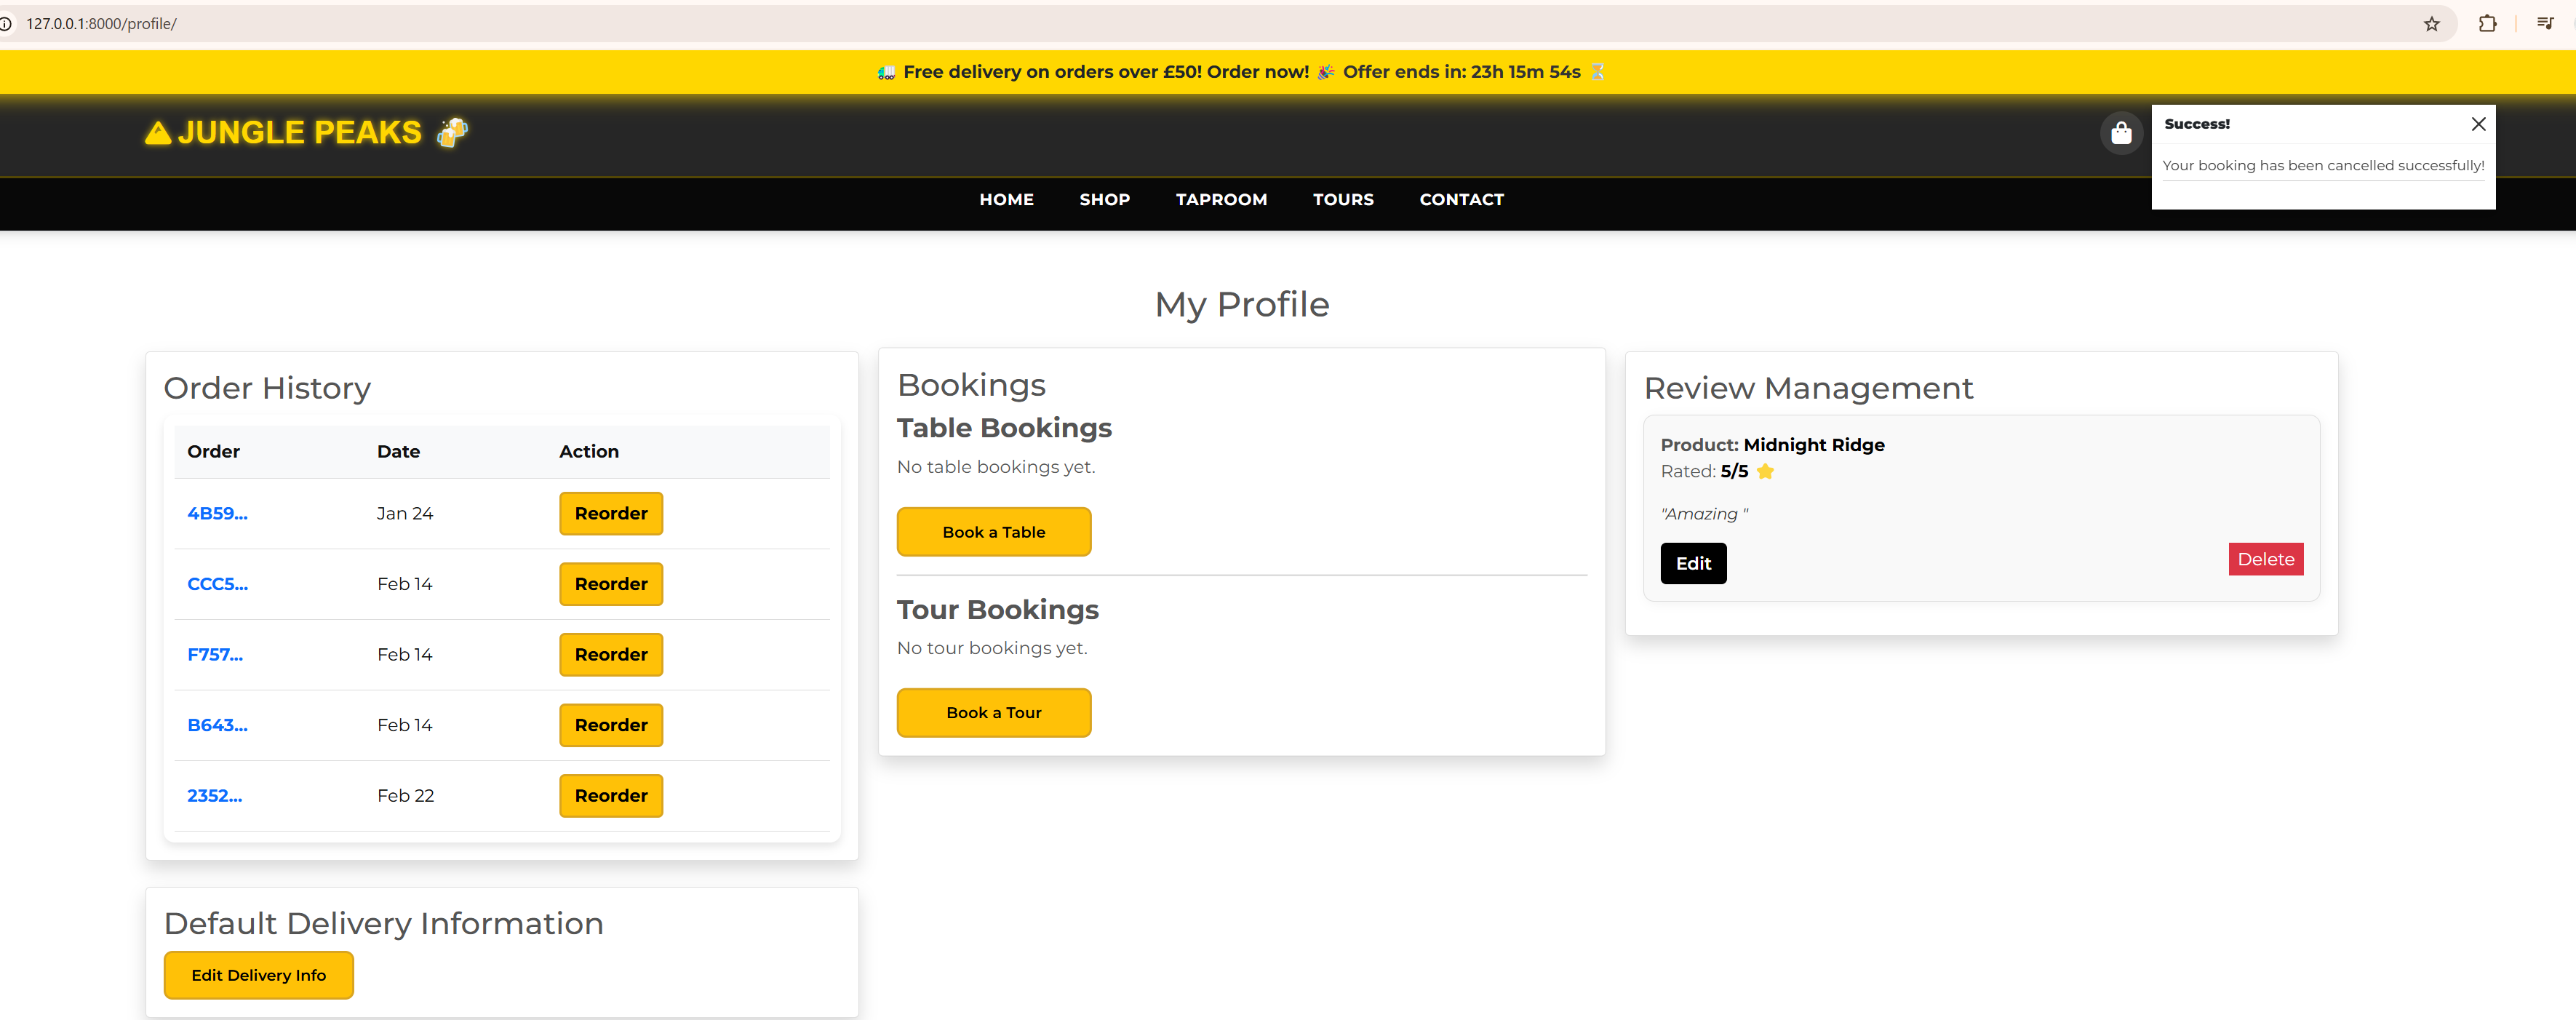 127.0.0.1:8000/profile/
🚚 Free delivery on orders over £50! Order now! 🎉 Offer ends in: 23h 15m 54s ⏳
JUNGLE PEAKS 🍻
Success!
Your booking has been cancelled successfully!
HOME SHOP TAPROOM TOURS CONTACT
My Profile
Order History
Order Date Action
4B59... Jan 24 Reorder
CCC5... Feb 14 Reorder
F757... Feb 14 Reorder
B643... Feb 14 Reorder
2352... Feb 22 Reorder
Default Delivery Information
Edit Delivery Info
Bookings
Table Bookings
No table bookings yet.
Book a Table
Tour Bookings
No tour bookings yet.
Book a Tour
Review Management
Product: Midnight Ridge
Rated: 5/5 ⭐
"Amazing "
Edit Delete